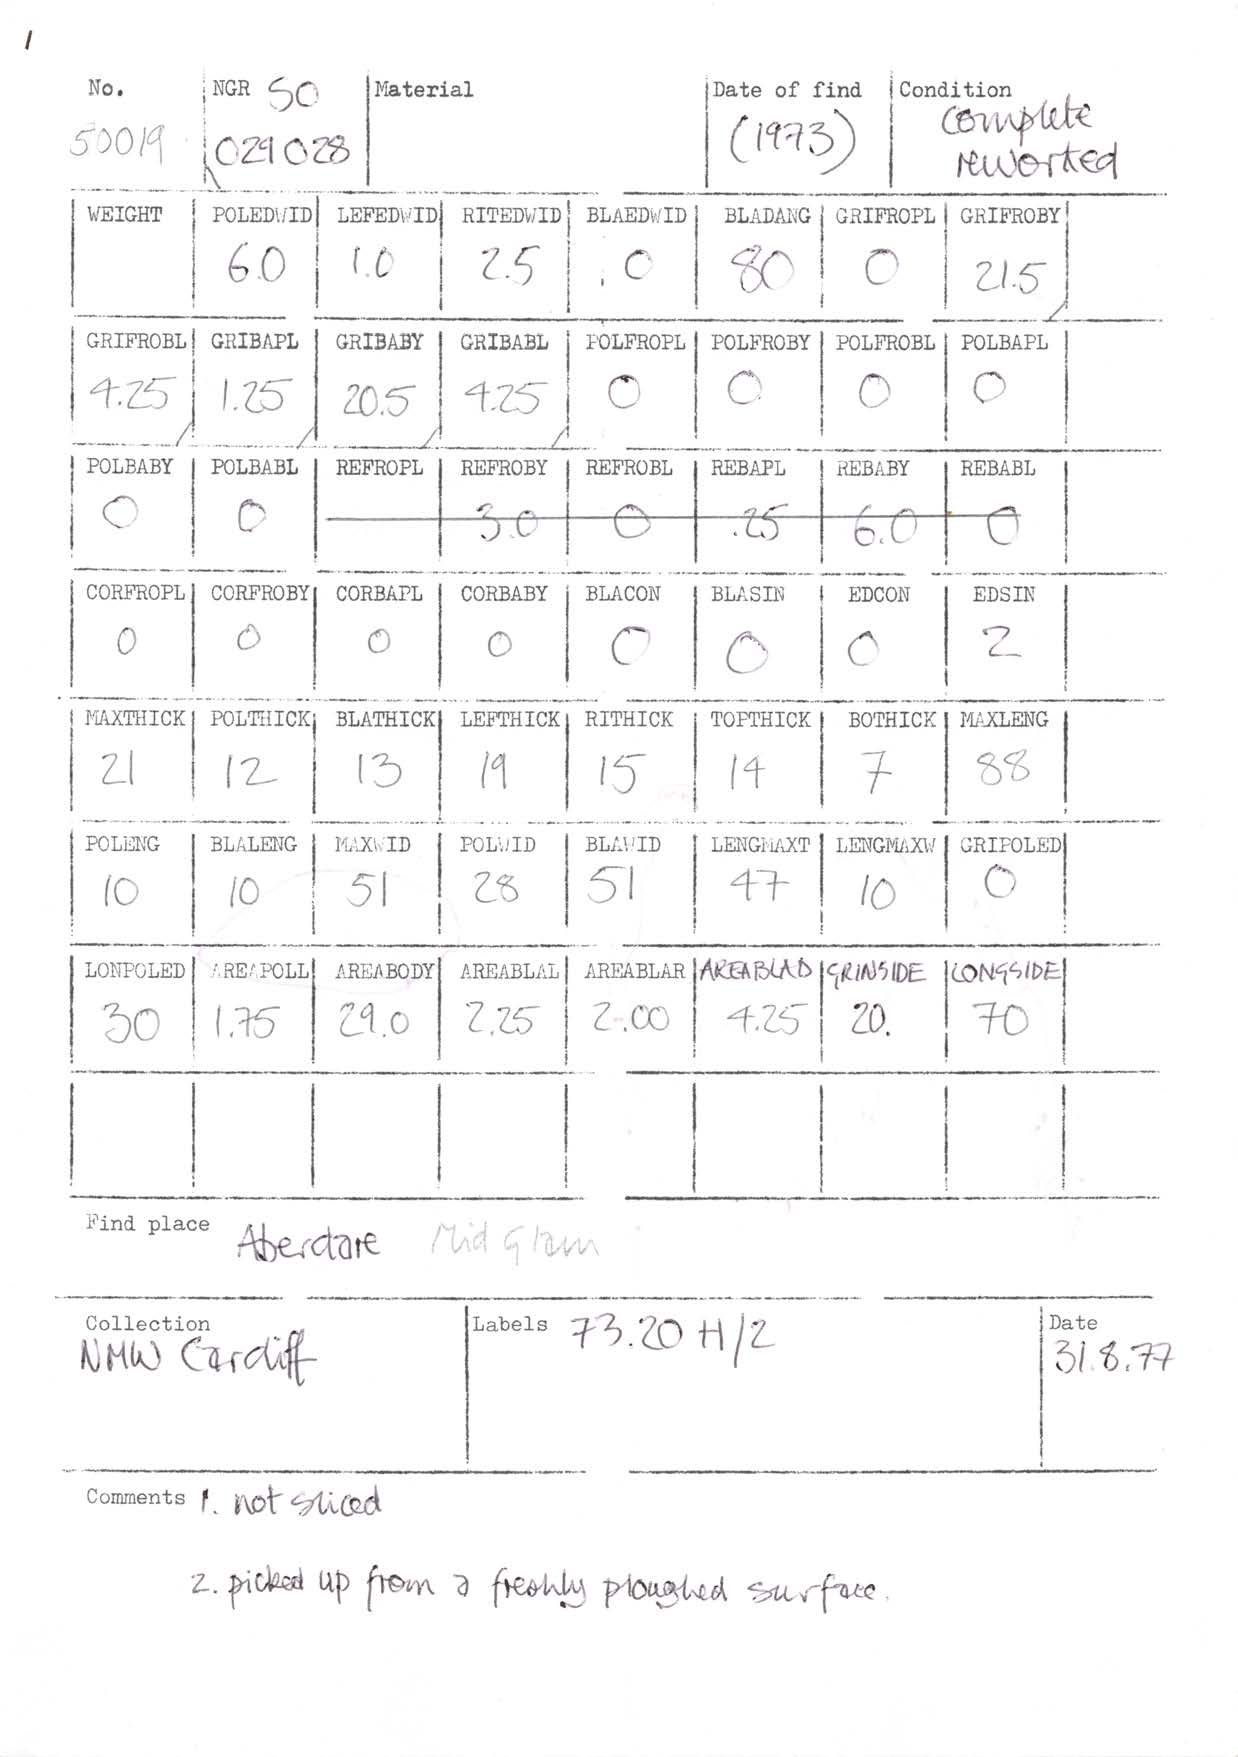 1
No. NGR SO Material Date of find Condition
50019 029028 (1973) complete
reworked
WEIGHT POLEDWID LEFEDWID RITEDWID BLAEDWID BLADANG GRIFROPL GRIFROBY
6.0 1.0 2.5 .0 80 0 21.5
GRIFROBL GRIBAPL GRIBABY GRIBABL POLFROPL POLFROBY POLFROBL POLBAPL
4.25 1.25 20.5 4.25 0 0 0 0
POLBABY POLBABL REFROPL REFROBY REFROBL REBAPL REBABY REBABL
0 0 3.0 0 .25 6.0 0
CORFROPL CORFROBY CORBAPL CORBABY BLACON BLASIN EDCON EDSIN
0 0 0 0 0 0 0 2
MAXTHICK POLTHICK BLATHICK LEFTHICK RITHICK TOPTHICK BOTHICK MAXLENG
21 12 13 19 15 14 7 88
POLENG BLALENG MAXWID POLWID BLAWID LENGMAXT LENGMAXW GRIPOLED
10 10 51 28 51 47 10 0
LONPOLED AREAPOLL AREABODY AREABLAL AREABLAR AREABLAD GRINSIDE LONGSIDE
30 1.75 29.0 2.25 2.00 4.25 20. 70
Find place Aberdare Mid Glam
Collection Labels 73.20 H/2 Date
NMW Cardiff 31.8.77
Comments 1. not sliced
2. picked up from a freshly ploughed surface.